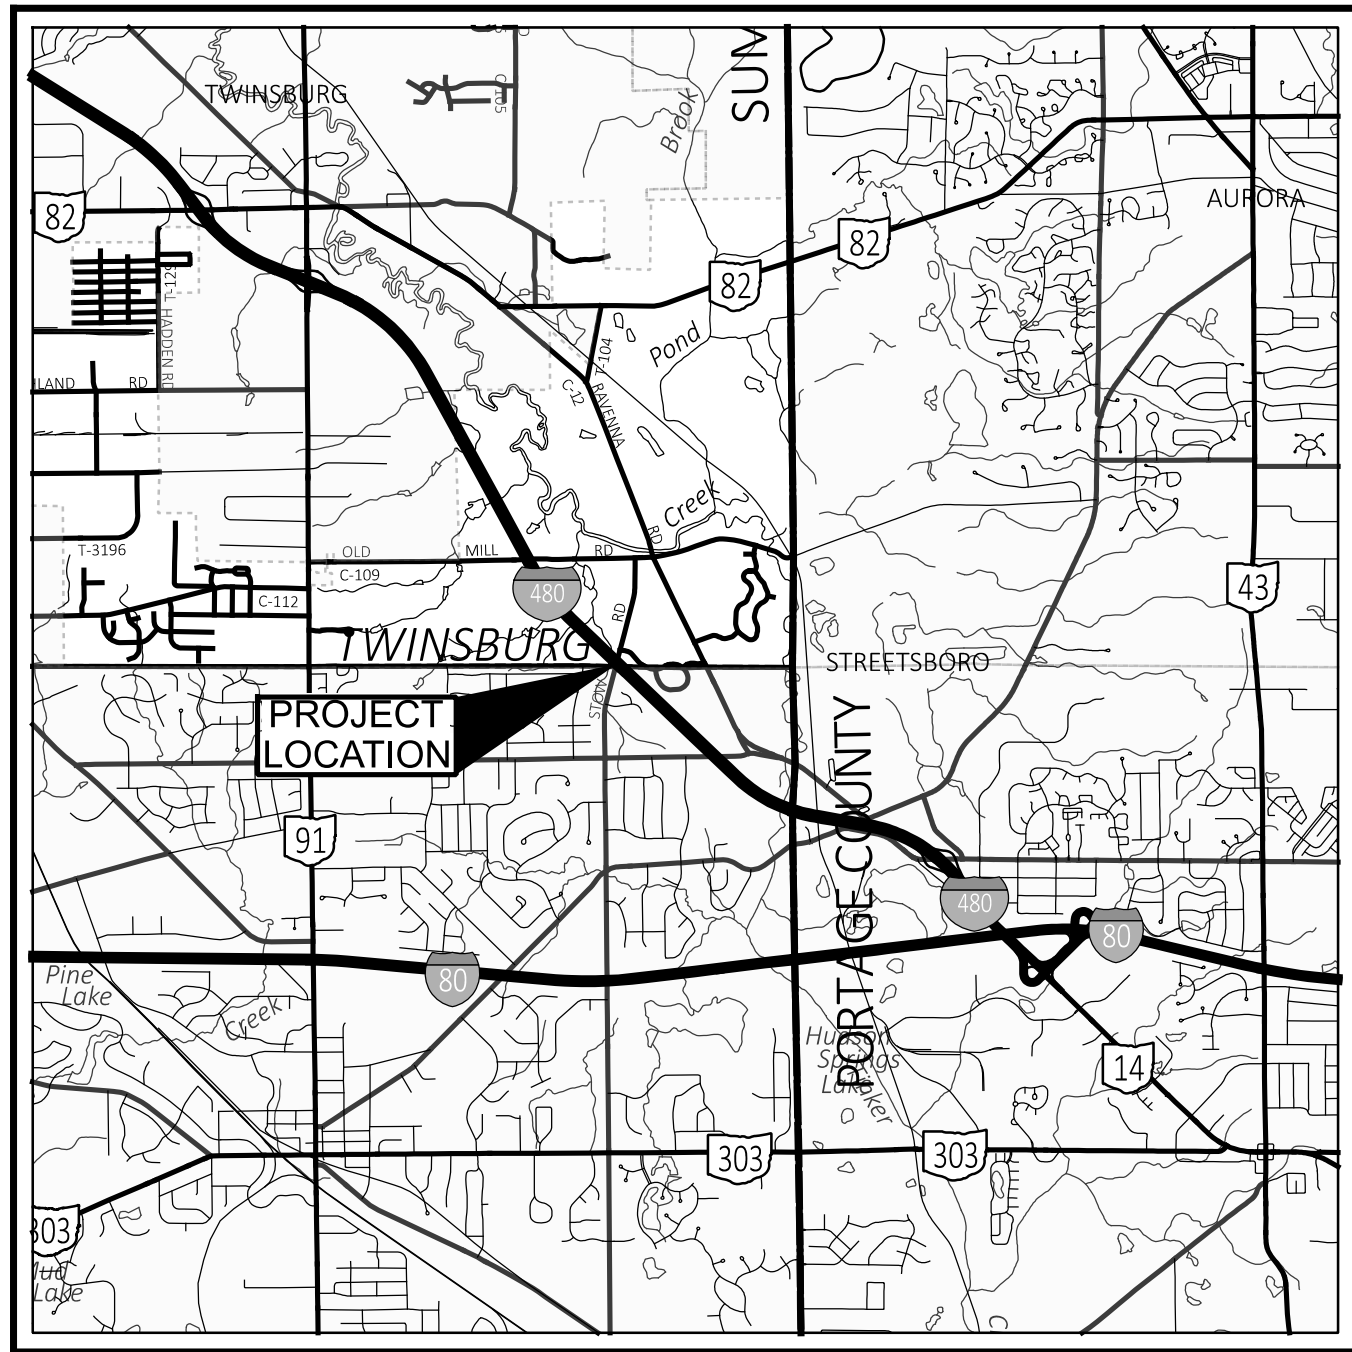 TWINSBURG
C-105
Brook
SUM
82
AURORA
82
82
T-129
HADDEN RD
Pond
T-104
C-12
RAVENNA
RD
RD
Creek
T-3196
OLD
MILL
RD
C-109
C-112
480
43
RD
STOW
TWINSBURG
STREETSBORO
PROJECT
LOCATION
PORTAGE COUNTY
91
480
80
80
Pine
Lake
Creek
Hudson
Springs
Lake
14
303
303
303
Mud
Lake